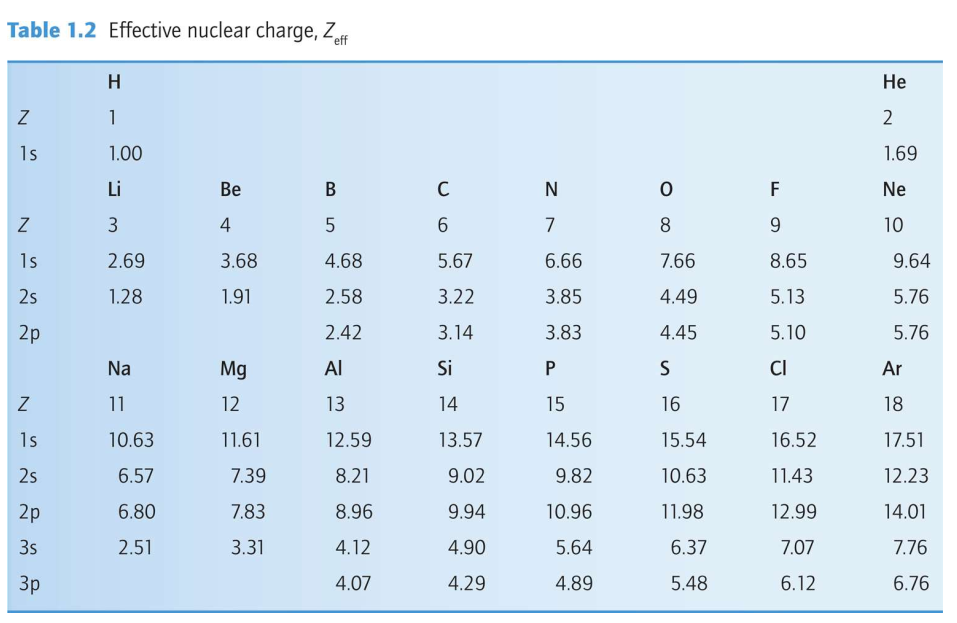 Table 1.2 Effective nuclear charge, Zeff
H He
Z 1 2
1s 1.00 1.69
Li Be B C N O F Ne
Z 3 4 5 6 7 8 9 10
1s 2.69 3.68 4.68 5.67 6.66 7.66 8.65 9.64
2s 1.28 1.91 2.58 3.22 3.85 4.49 5.13 5.76
2p 2.42 3.14 3.83 4.45 5.10 5.76
Na Mg Al Si P S Cl Ar
Z 11 12 13 14 15 16 17 18
1s 10.63 11.61 12.59 13.57 14.56 15.54 16.52 17.51
2s 6.57 7.39 8.21 9.02 9.82 10.63 11.43 12.23
2p 6.80 7.83 8.96 9.94 10.96 11.98 12.99 14.01
3s 2.51 3.31 4.12 4.90 5.64 6.37 7.07 7.76
3p 4.07 4.29 4.89 5.48 6.12 6.76